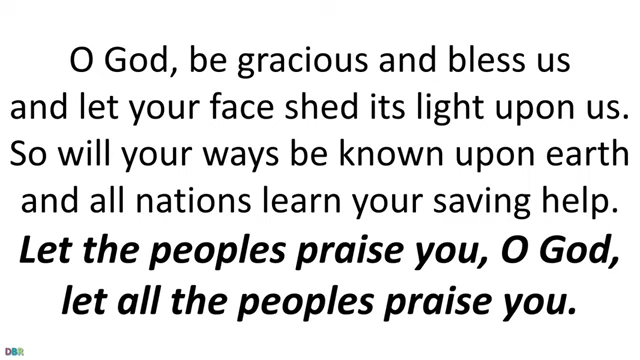 O God, be gracious and bless us
and let your face shed its light upon us.
So will your ways be known upon earth
and all nations learn your saving help.
Let the peoples praise you, O God,
let all the peoples praise you.
DBR